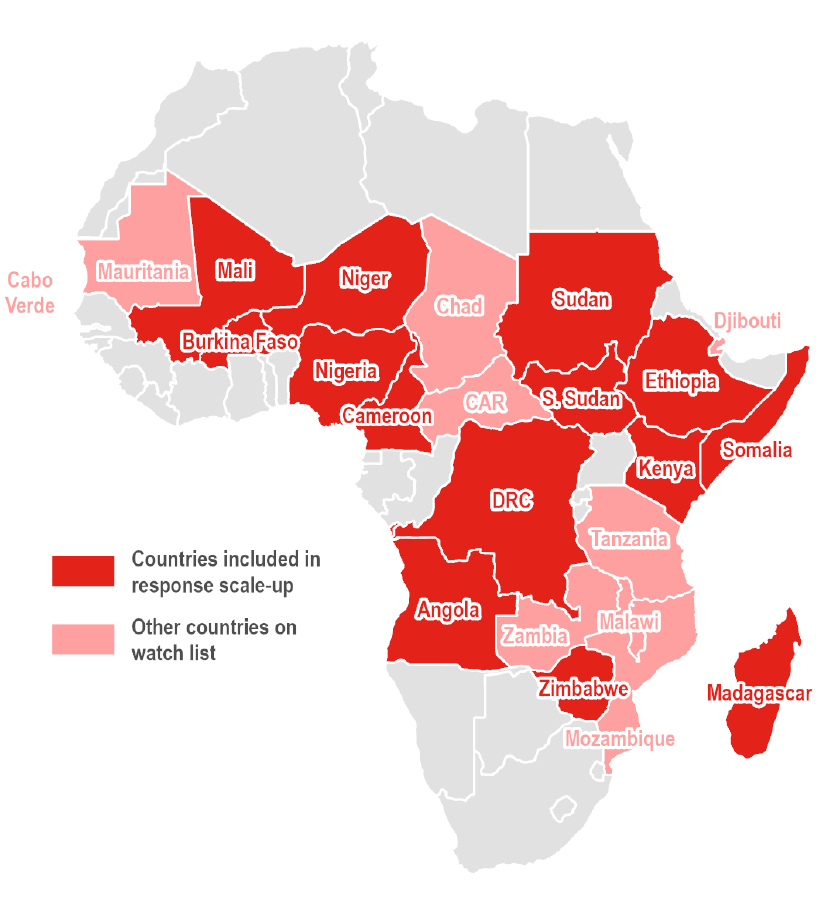 Cabo
Verde
Mauritania
Mali
Niger
Chad
Sudan
Djibouti
Burkina Faso
Nigeria
Cameroon
CAR
S. Sudan
Ethiopia
Somalia
Kenya
DRC
Tanzania
Angola
Zambia
Malawi
Zimbabwe
Mozambique
Madagascar
Countries included in
response scale-up
Other countries on
watch list